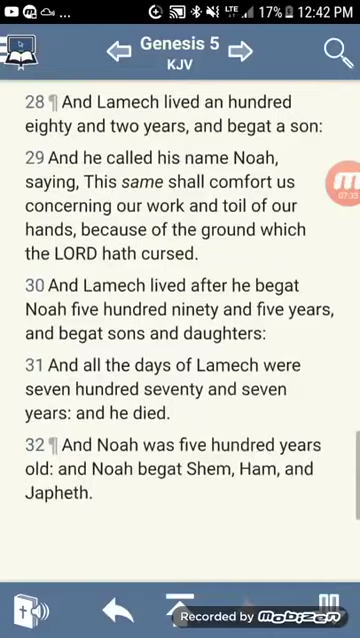 LTE 17% 12:42 PM
Genesis 5
KJV
28 ¶ And Lamech lived an hundred
eighty and two years, and begat a son:
29 And he called his name Noah,
saying, This same shall comfort us
concerning our work and toil of our
hands, because of the ground which
the LORD hath cursed.
30 And Lamech lived after he begat
Noah five hundred ninety and five years,
and begat sons and daughters:
31 And all the days of Lamech were
seven hundred seventy and seven
years: and he died.
32 ¶ And Noah was five hundred years
old: and Noah begat Shem, Ham, and
Japheth.
07:35
Recorded by Mobizen